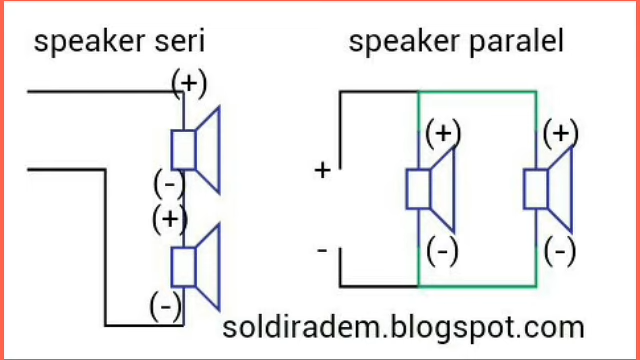 speaker seri
(+)
(-)
(+)
(-)
speaker paralel
(+) (+)
+
-
(-) (-)
soldiradem.blogspot.com